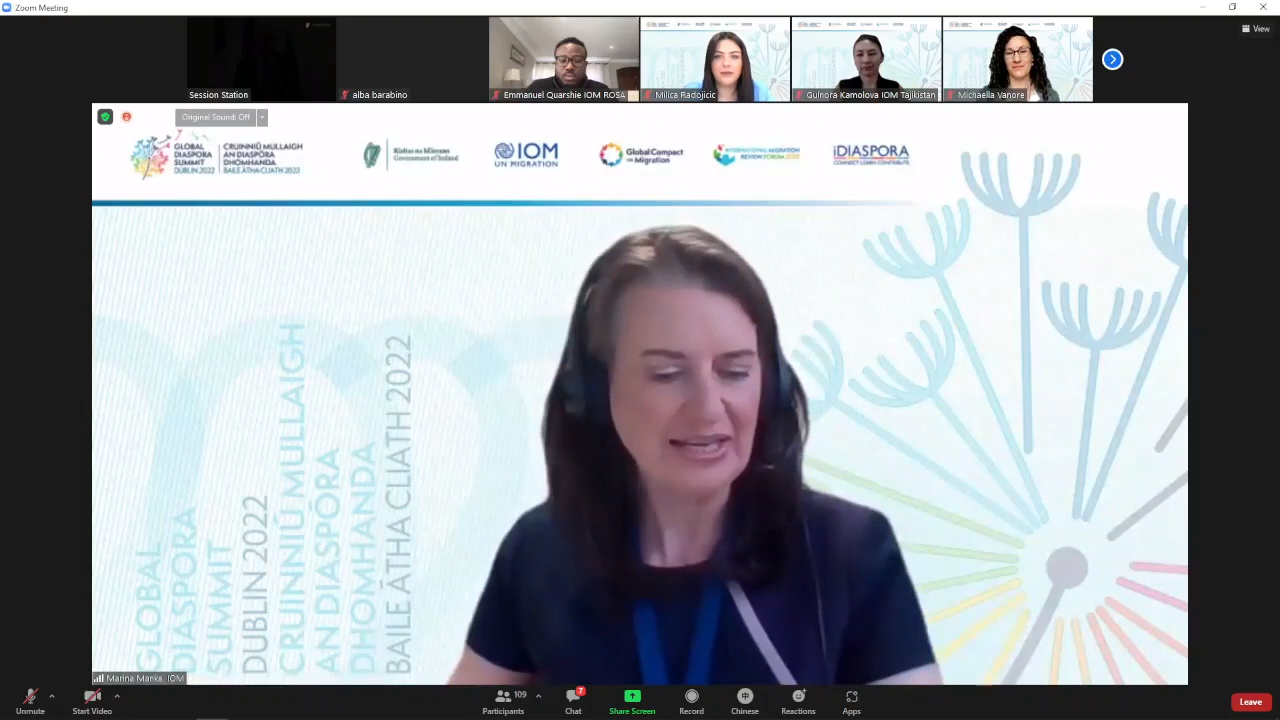 Zoom Meeting
View
Session Station
alba barabino
Emmanuel Quarshie IOM ROSA
Milica Radojicic
Gulnora Kamolova IOM Tajikistan
Michaella Vanore
Original Sound: Off
GLOBAL
DIASPORA
SUMMIT
DUBLIN 2022
CRUINNIÚ MULLAIGH
AN DIASPÓRA
DHOMHANDA
BAILE ÁTHA CLIATH 2022
Rialtas na hÉireann
Government of Ireland
IOM
UN MIGRATION
Global Compact
for Migration
INTERNATIONAL MIGRATION
REVIEW FORUM 2022
iDIASPORA
CONNECT LEARN CONTRIBUTE
GLOBAL
DIASPORA
SUMMIT
DUBLIN 2022
CRUINNIÚ MULLAIGH
AN DIASPÓRA
DHOMHANDA
BAILE ÁTHA CLIATH 2022
Marina Manke, IOM
Unmute
Start Video
109
Participants
7
Chat
Share Screen
Record
中
Chinese
Reactions
Apps
Leave